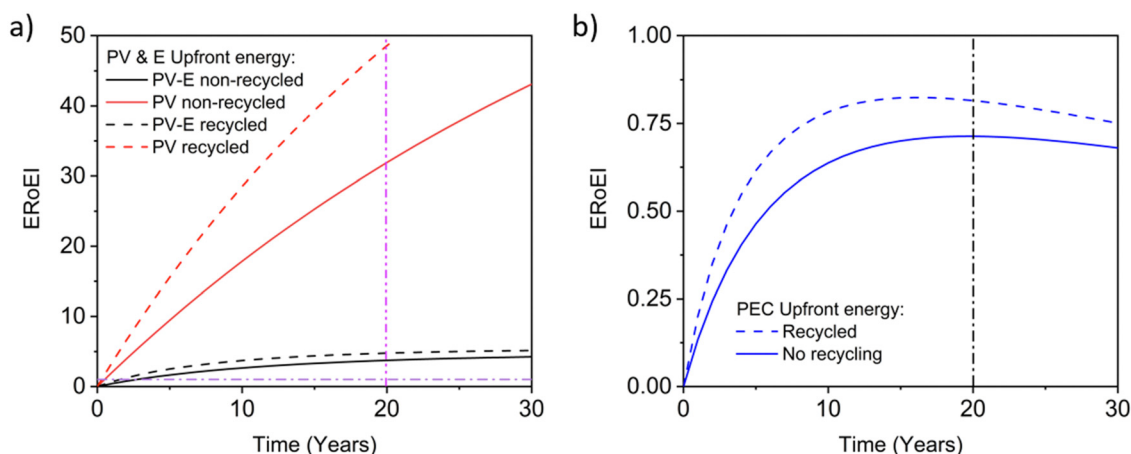 a)
50
40
30
20
10
0
ERoEI
PV & E Upfront energy:
PV-E non-recycled
PV non-recycled
PV-E recycled
PV recycled
0
10
20
30
Time (Years)
b)
1.00
0.75
0.50
0.25
0.00
ERoEI
PEC Upfront energy:
Recycled
No recycling
0
10
20
30
Time (Years)